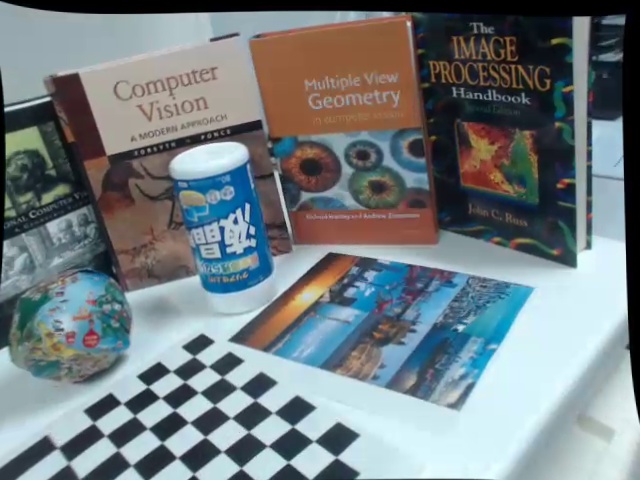 Computer
Vision
A MODERN APPROACH
FORSYTH PONCE
Multiple View
Geometry
in computer vision
Richard Hartley and Andrew Zisserman
The
IMAGE
PROCESSING
Handbook
Second Edition
John C. Russ